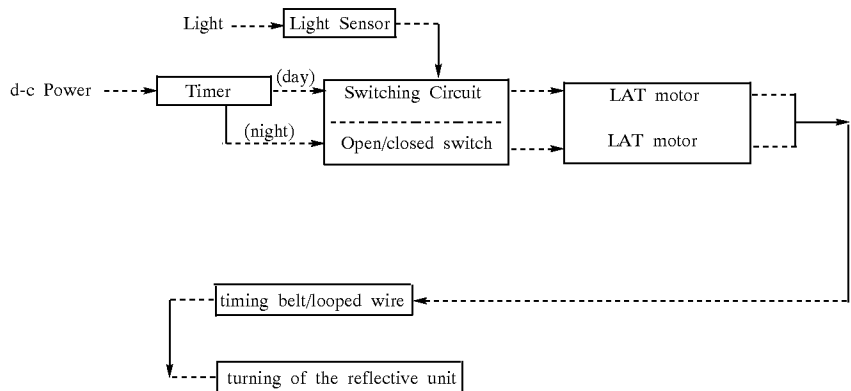 Light
Light Sensor
(day)
d-c Power
Timer
Switching Circuit
LAT motor
(night)
Open/closed switch
LAT motor
timing belt/looped wire
turning of the reflective unit